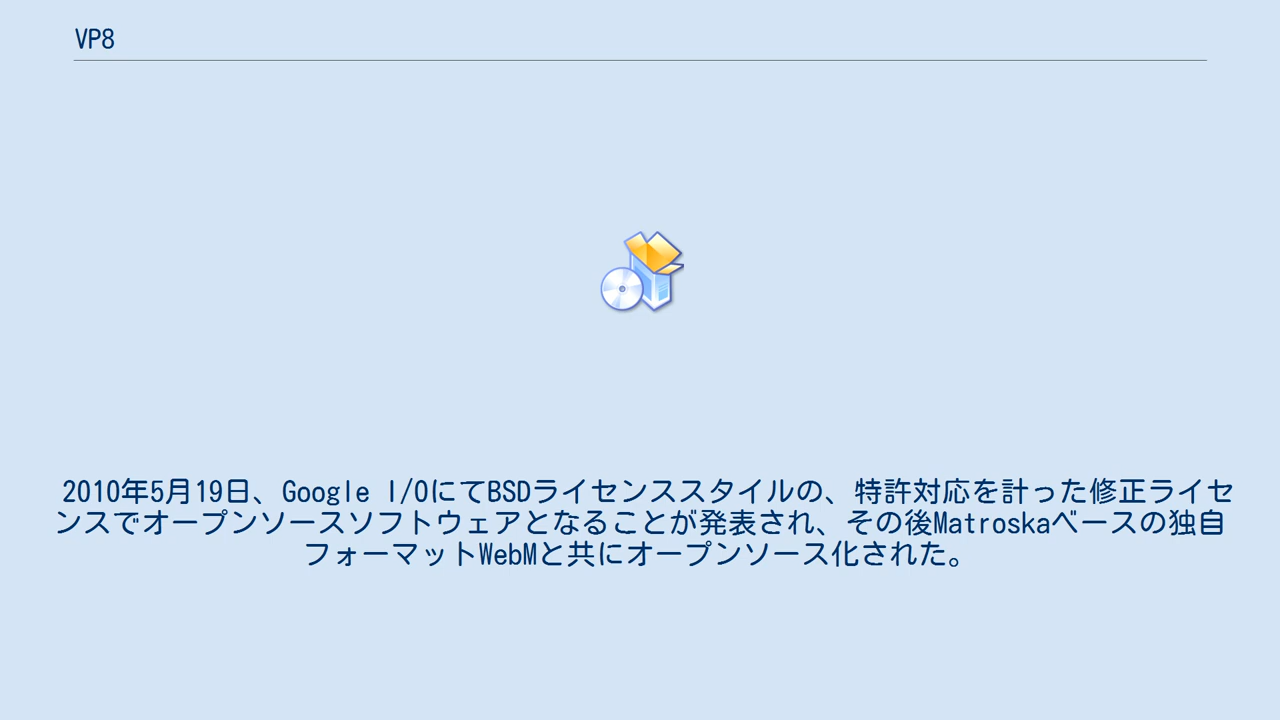 VP8
2010年5月19日、Google I/OにてBSDライセンススタイルの、特許対応を計った修正ライセ
ンスでオープンソースソフトウェアとなることが発表され、その後Matroskaベースの独自
フォーマットWebMと共にオープンソース化された。